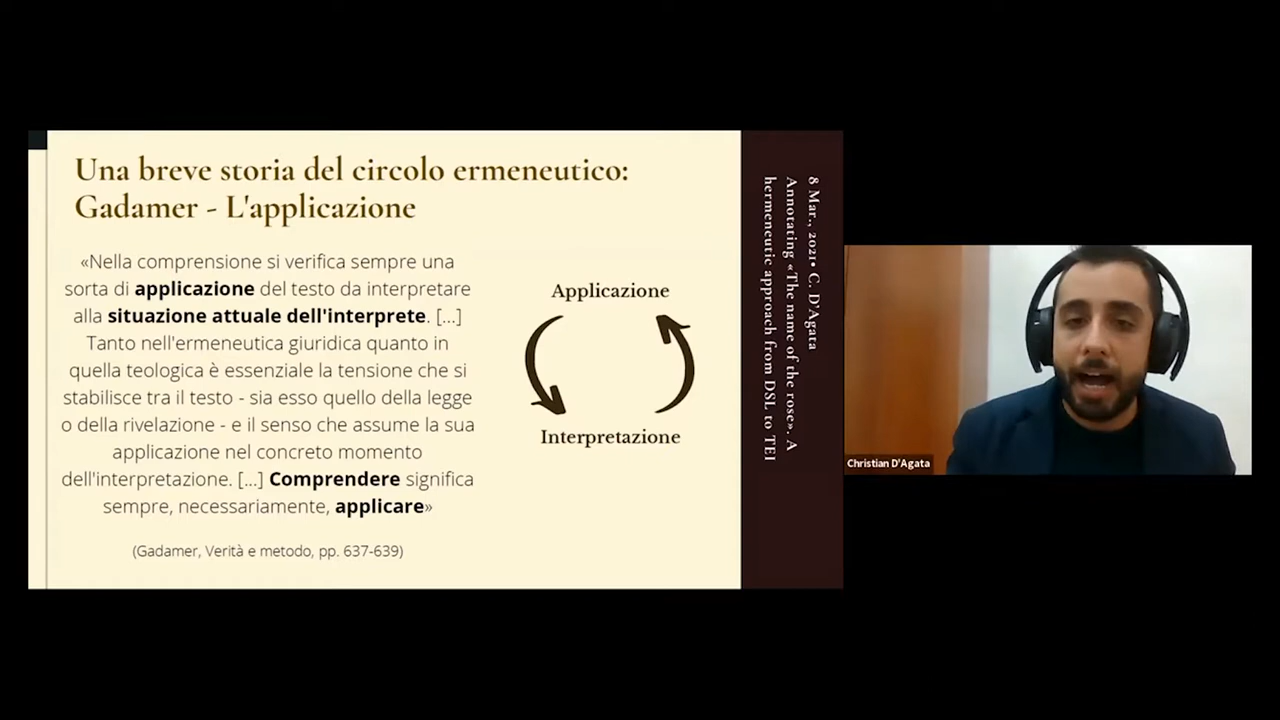 Una breve storia del circolo ermeneutico:
Gadamer - L'applicazione
«Nella comprensione si verifica sempre una
sorta di applicazione del testo da interpretare
alla situazione attuale dell'interprete. [...]
Tanto nell'ermeneutica giuridica quanto in
quella teologica è essenziale la tensione che si
stabilisce tra il testo - sia esso quello della legge
o della rivelazione - e il senso che assume la sua
applicazione nel concreto momento
dell'interpretazione. [...] Comprendere significa
sempre, necessariamente, applicare»
(Gadamer, Verità e metodo, pp. 637-639)
Applicazione
Interpretazione
8 Mar., 2021• C. D'Agata
Annotating «The name of the rose». A
hermeneutic approach from DSL to TEI
Christian D'Agata